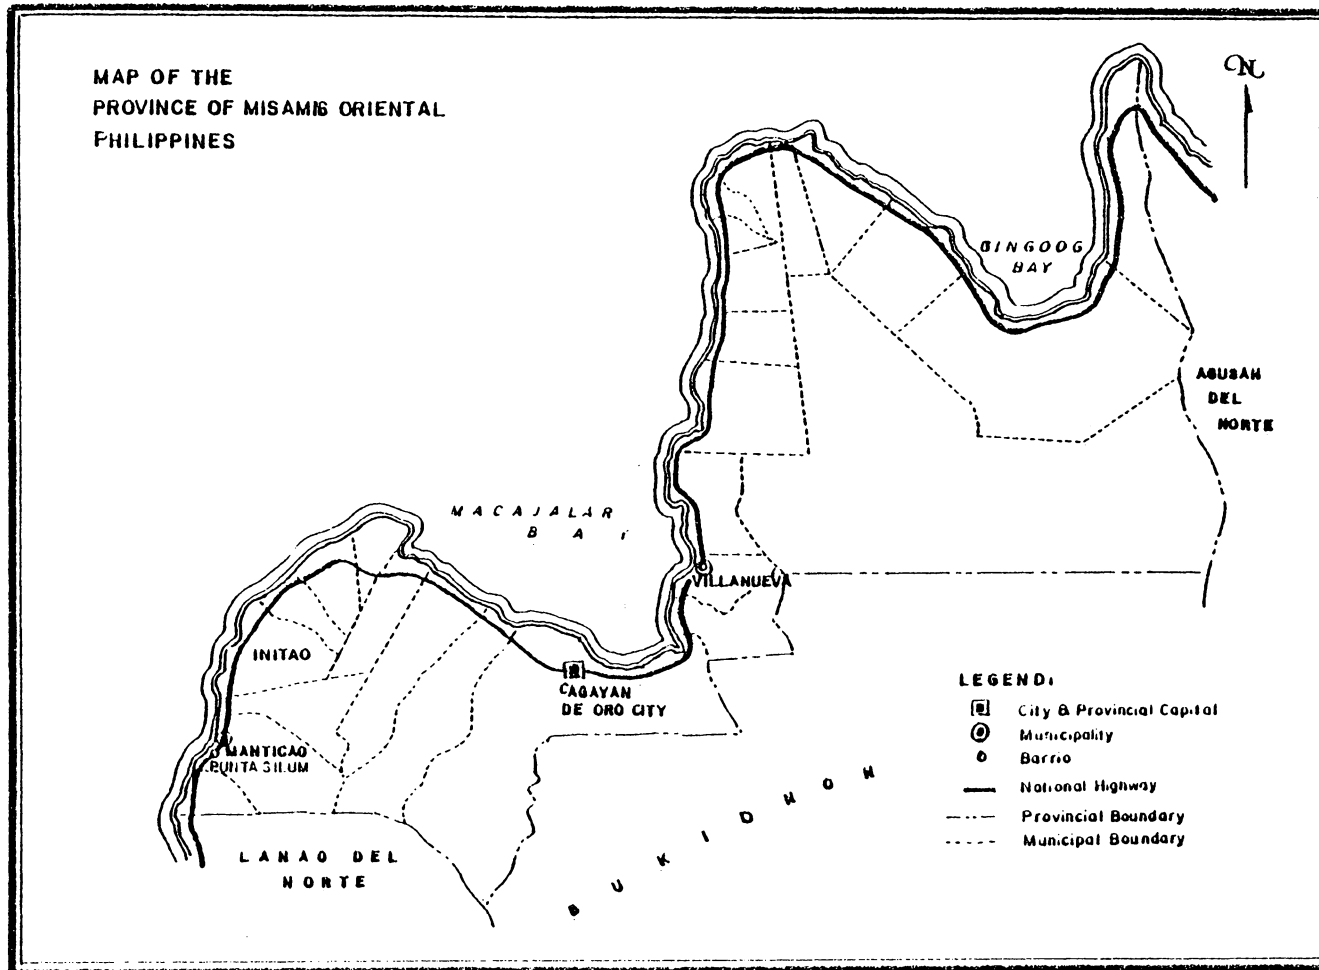 MAP OF THE
PROVINCE OF MISAMIS ORIENTAL
PHILIPPINES
N
GINGOOG
BAY
AGUSAN
DEL
NORTE
MACAJALAR
BAY
VILLANUEVA
INITAO
CAGAYAN
DE ORO CITY
MANTICAO
PUNTA SILUM
LANAO DEL
NORTE
BUKIDNON
LEGEND:
City & Provincial Capital
Municipality
Barrio
National Highway
Provincial Boundary
Municipal Boundary